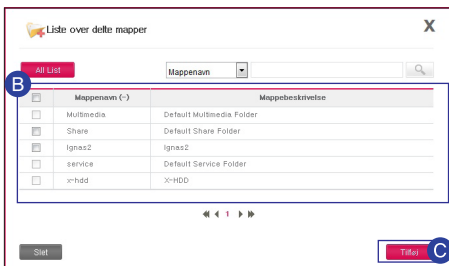 Liste over delte mapper
X
All List
Mappenavn
B
Mappenavn (-) Mappebeskrivelse
Multimedia Default Multimedia Folder
Share Default Share Folder
Ignas2 Ignas2
service Default Service Folder
x-hdd X-HDD
1
Slet
Tilføj
C